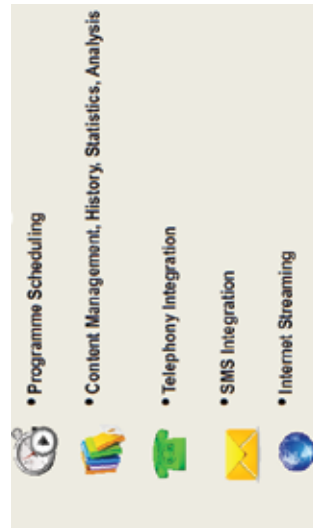 • Programme Scheduling
• Content Management, History, Statistics, Analysis
• Telephony Integration
• SMS Integration
• Internet Streaming